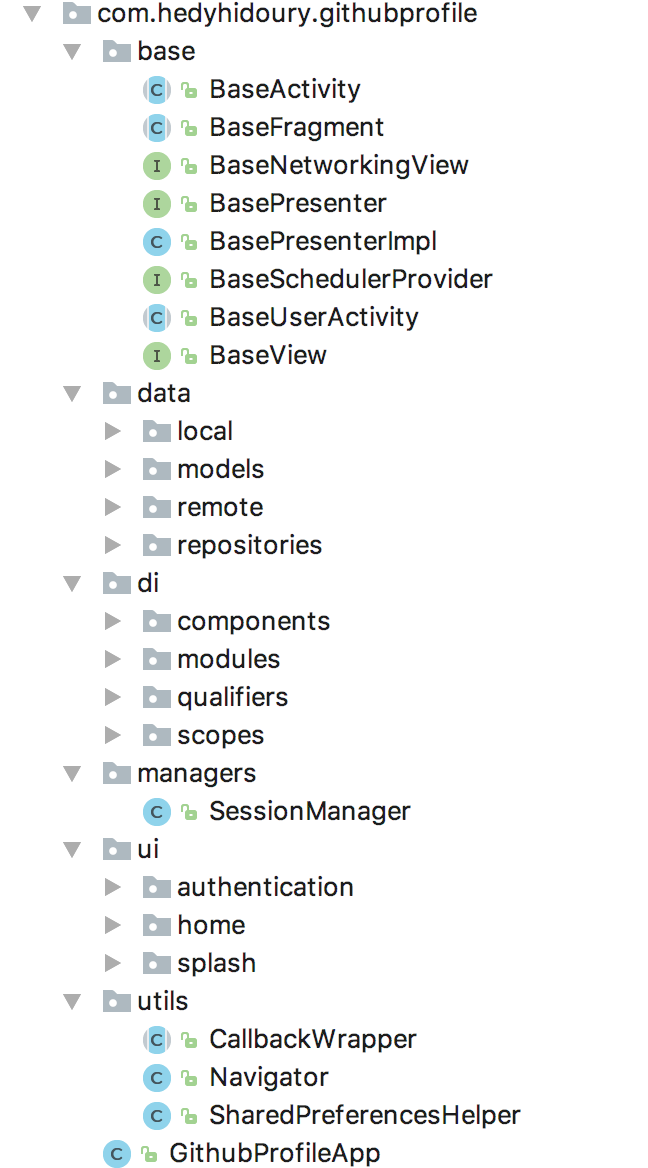 com.hedyhidoury.githubprofile
base
C BaseActivity
C BaseFragment
I BaseNetworkingView
I BasePresenter
C BasePresenterImpl
I BaseSchedulerProvider
C BaseUserActivity
I BaseView
data
local
models
remote
repositories
di
components
modules
qualifiers
scopes
managers
C SessionManager
ui
authentication
home
splash
utils
C CallbackWrapper
C Navigator
C SharedPreferencesHelper
C GithubProfileApp